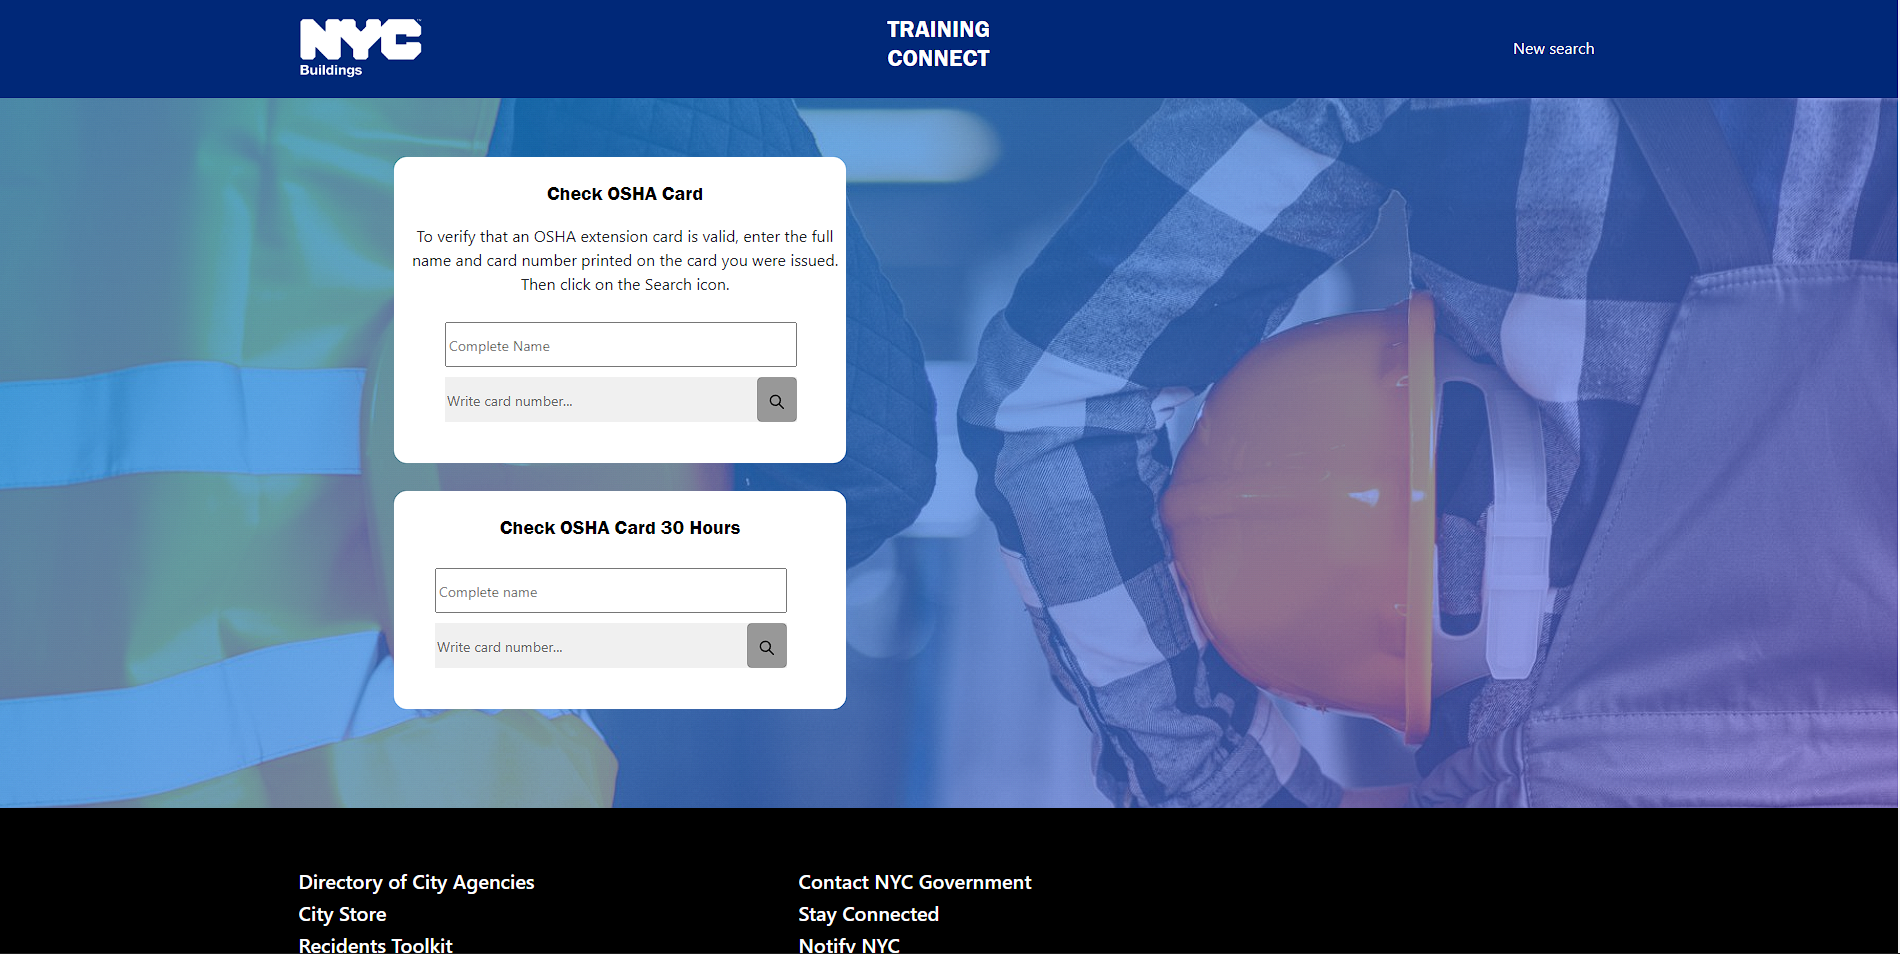 NYC
Buildings
TRAINING
CONNECT
New search
Check OSHA Card
To verify that an OSHA extension card is valid, enter the full
name and card number printed on the card you were issued.
Then click on the Search icon.
Complete Name
Write card number...
Check OSHA Card 30 Hours
Complete name
Write card number...
Directory of City Agencies
City Store
Recidents Toolkit
Contact NYC Government
Stay Connected
Notify NYC